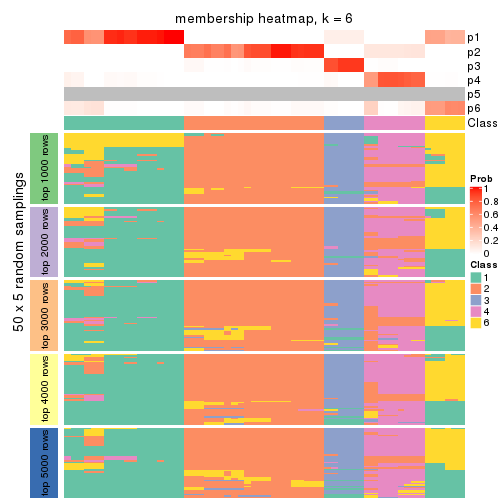 membership heatmap, k = 6
p1
p2
p3
p4
p5
p6
Class
50 x 5 random samplings
top 1000 rows
top 2000 rows
top 3000 rows
top 4000 rows
top 5000 rows
Prob
1
0.8
0.6
0.4
0.2
0
Class
1
2
3
4
6